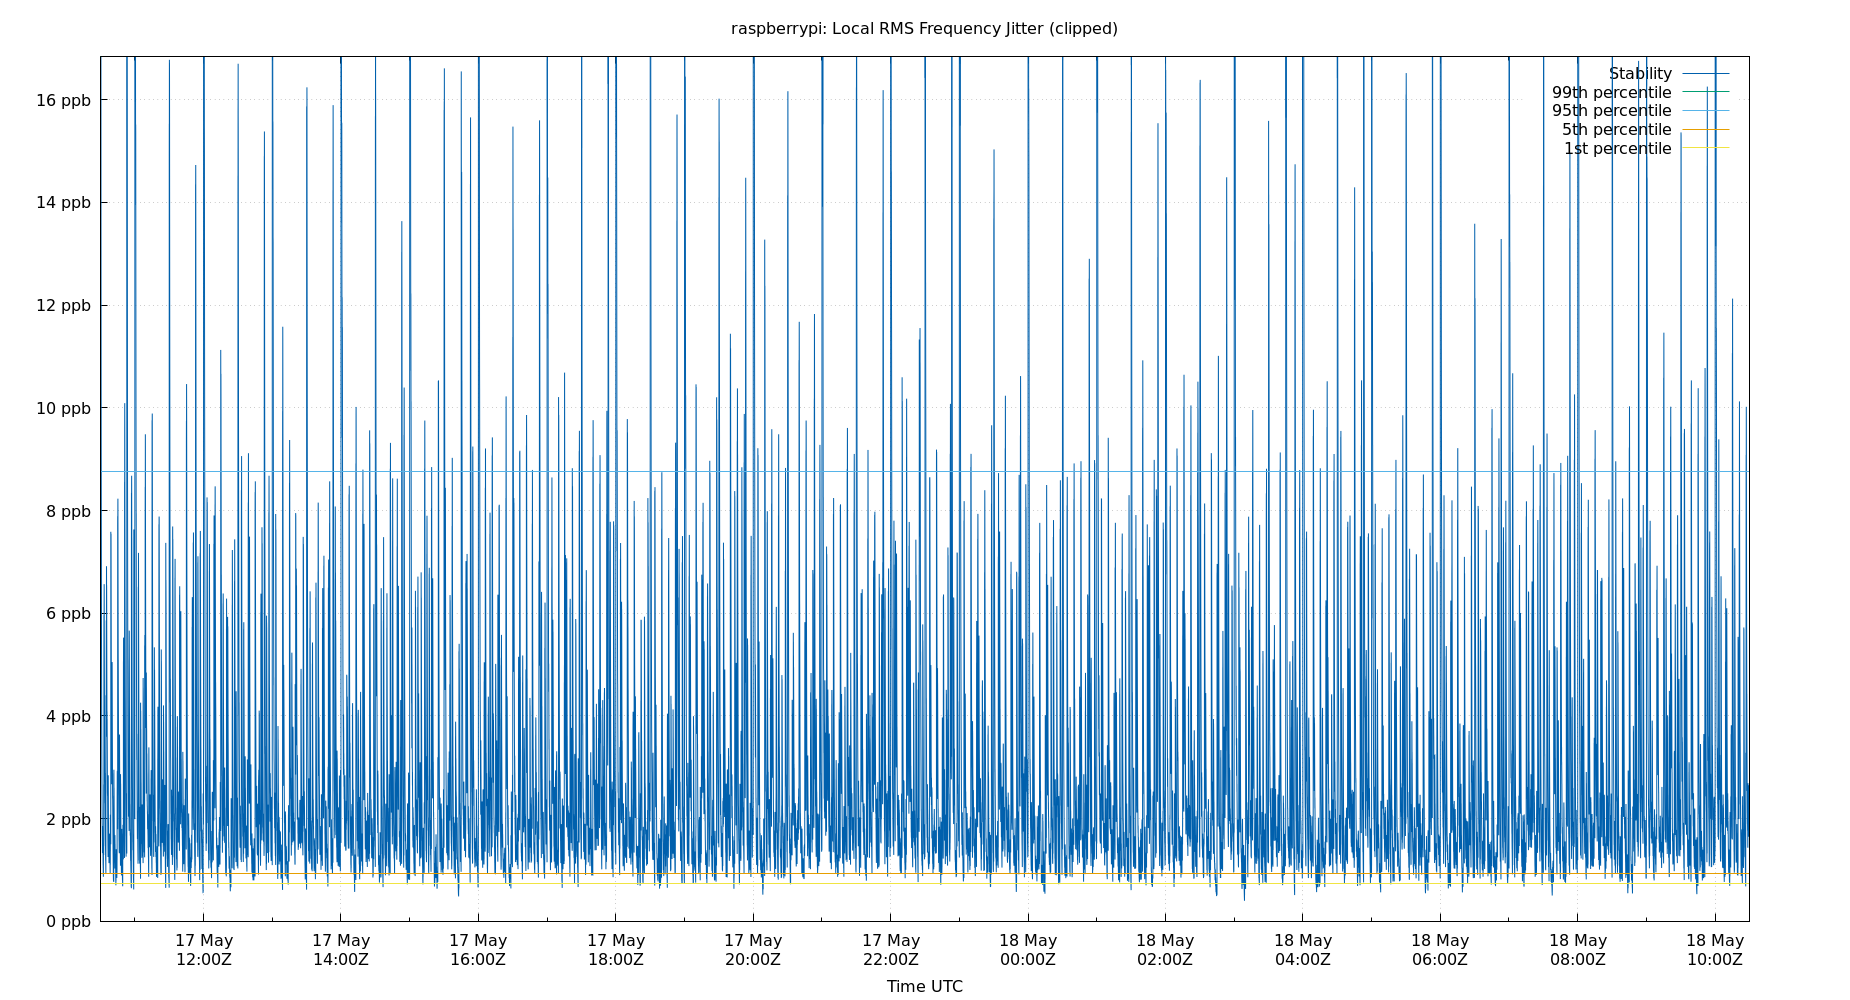 raspberrypi: Local RMS Frequency Jitter (clipped)
Stability
99th percentile
95th percentile
5th percentile
1st percentile
16 ppb
14 ppb
12 ppb
10 ppb
8 ppb
6 ppb
4 ppb
2 ppb
0 ppb
17 May 17 May 17 May 17 May 17 May 17 May 18 May 18 May 18 May 18 May 18 May 18 May
12:00Z 14:00Z 16:00Z 18:00Z 20:00Z 22:00Z 00:00Z 02:00Z 04:00Z 06:00Z 08:00Z 10:00Z
Time UTC